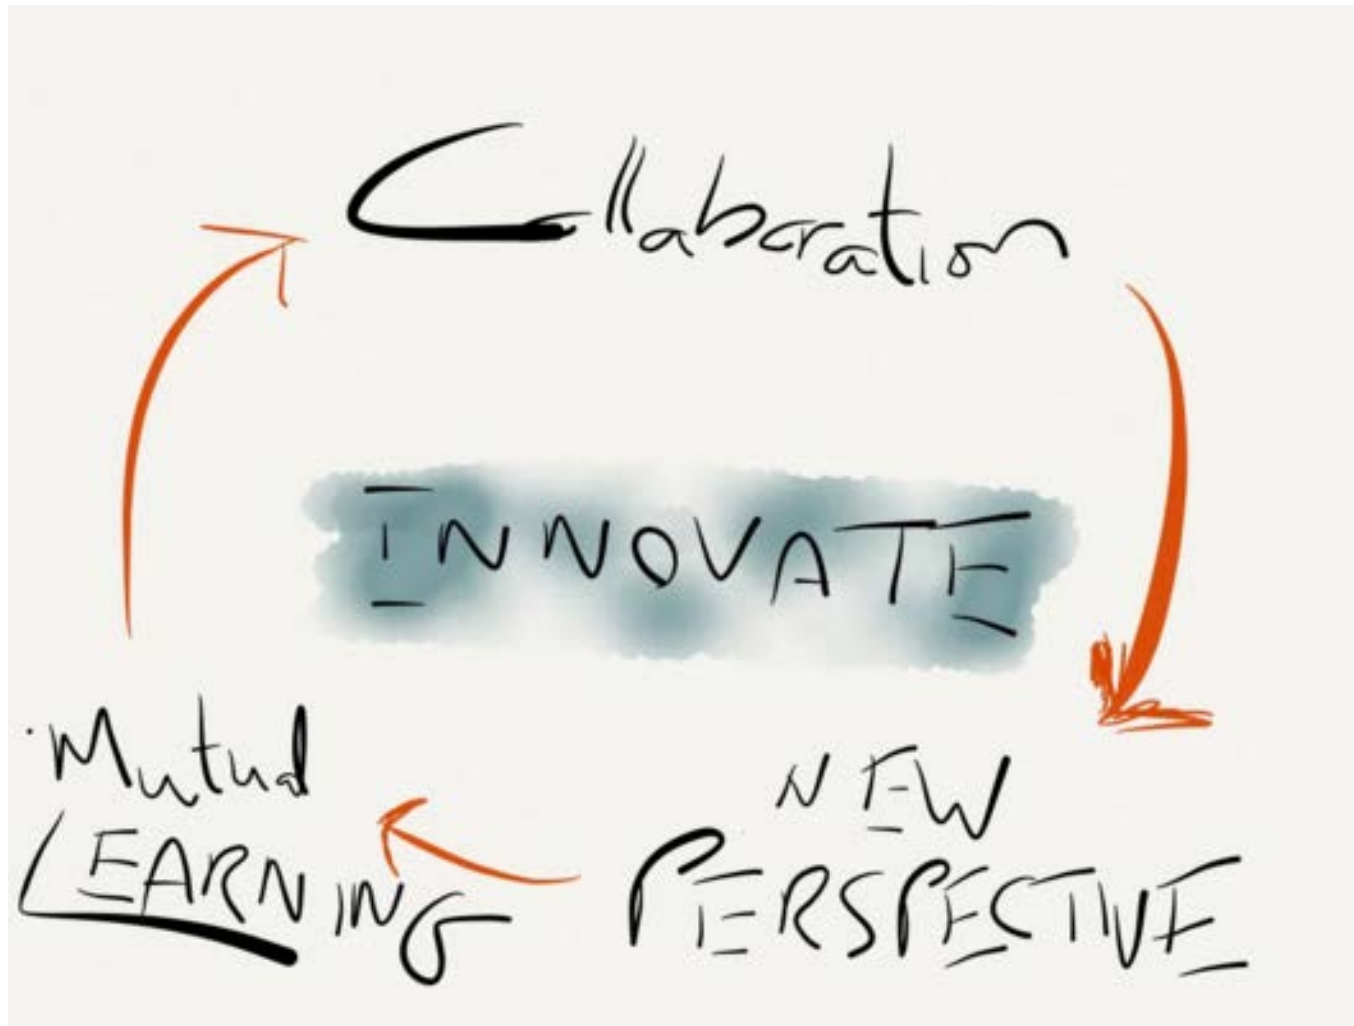 Collaboration
INNOVATE
Mutual
LEARNING
NEW
PERSPECTIVE